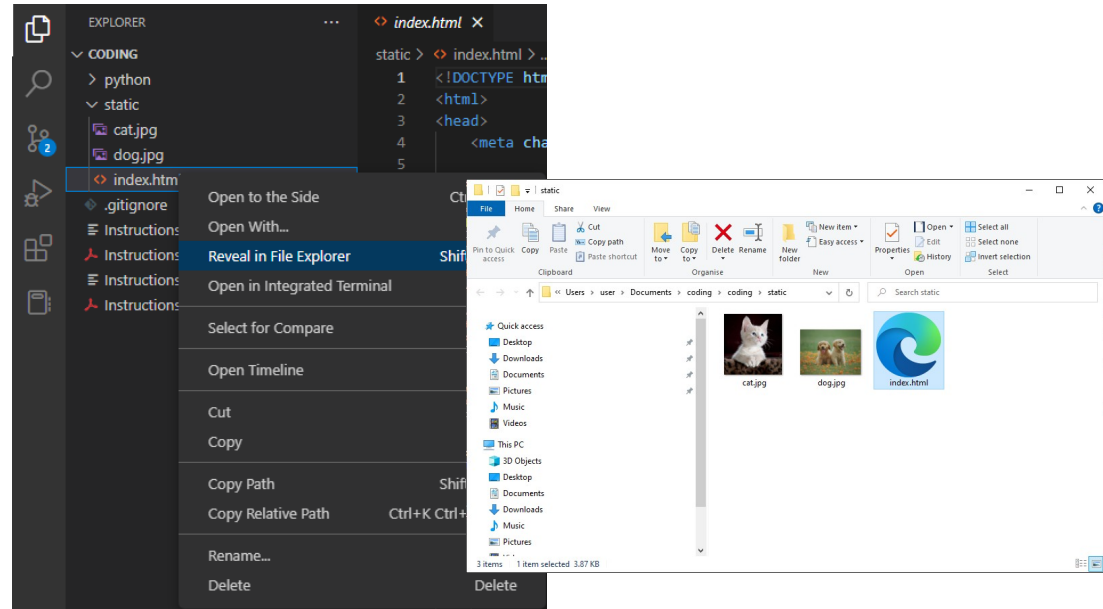 EXPLORER
CODING
python
static
cat.jpg
dog.jpg
index.htm
.gitignore
Instructions
Instructions
Instructions
Instructions
2
index.html
static > index.html > ..
1 <!DOCTYPE htm
2 <html>
3 <head>
4 <meta cha
5
Open to the Side Ct
Open With...
Reveal in File Explorer Shif
Open in Integrated Terminal
Select for Compare
Open Timeline
Cut
Copy
Copy Path Shif
Copy Relative Path Ctrl+K Ctrl+
Rename...
Delete Delete
static
File Home Share View
Pin to Quick access
Copy
Paste
Cut
Copy path
Paste shortcut
Clipboard
Move to
Copy to
Delete
Rename
Organise
New folder
New item
Easy access
New
Properties
Open
Edit
History
Open
Select all
Select none
Invert selection
Select
« Users > user > Documents > coding > coding > static
Search static
Quick access
Desktop
Downloads
Documents
Pictures
Music
Videos
This PC
3D Objects
Desktop
Documents
Downloads
Music
Pictures
cat.jpg
dog.jpg
index.html
3 items 1 item selected 3.87 KB